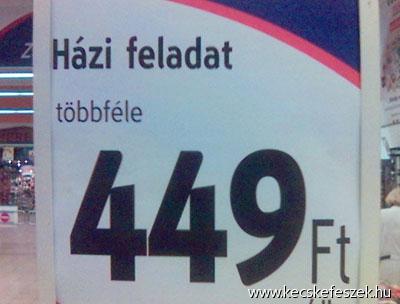 Házi feladat
többféle
449 Ft
www.kecskefeszek.hu